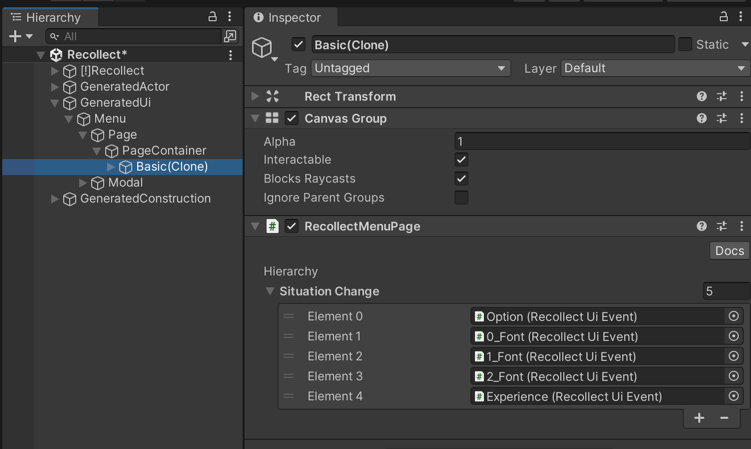 Hierarchy
All
Recollect*
[!]Recollect
GeneratedActor
GeneratedUi
Menu
Page
PageContainer
Basic(Clone)
Modal
GeneratedConstruction
Inspector
Basic(Clone) Static
Tag Untagged Layer Default
Rect Transform
Canvas Group
Alpha 1
Interactable
Blocks Raycasts
Ignore Parent Groups
# RecollectMenuPage
Docs
Hierarchy
Situation Change 5
Element 0 # Option (Recollect Ui Event)
Element 1 # 0_Font (Recollect Ui Event)
Element 2 # 1_Font (Recollect Ui Event)
Element 3 # 2_Font (Recollect Ui Event)
Element 4 # Experience (Recollect Ui Event)
+ −